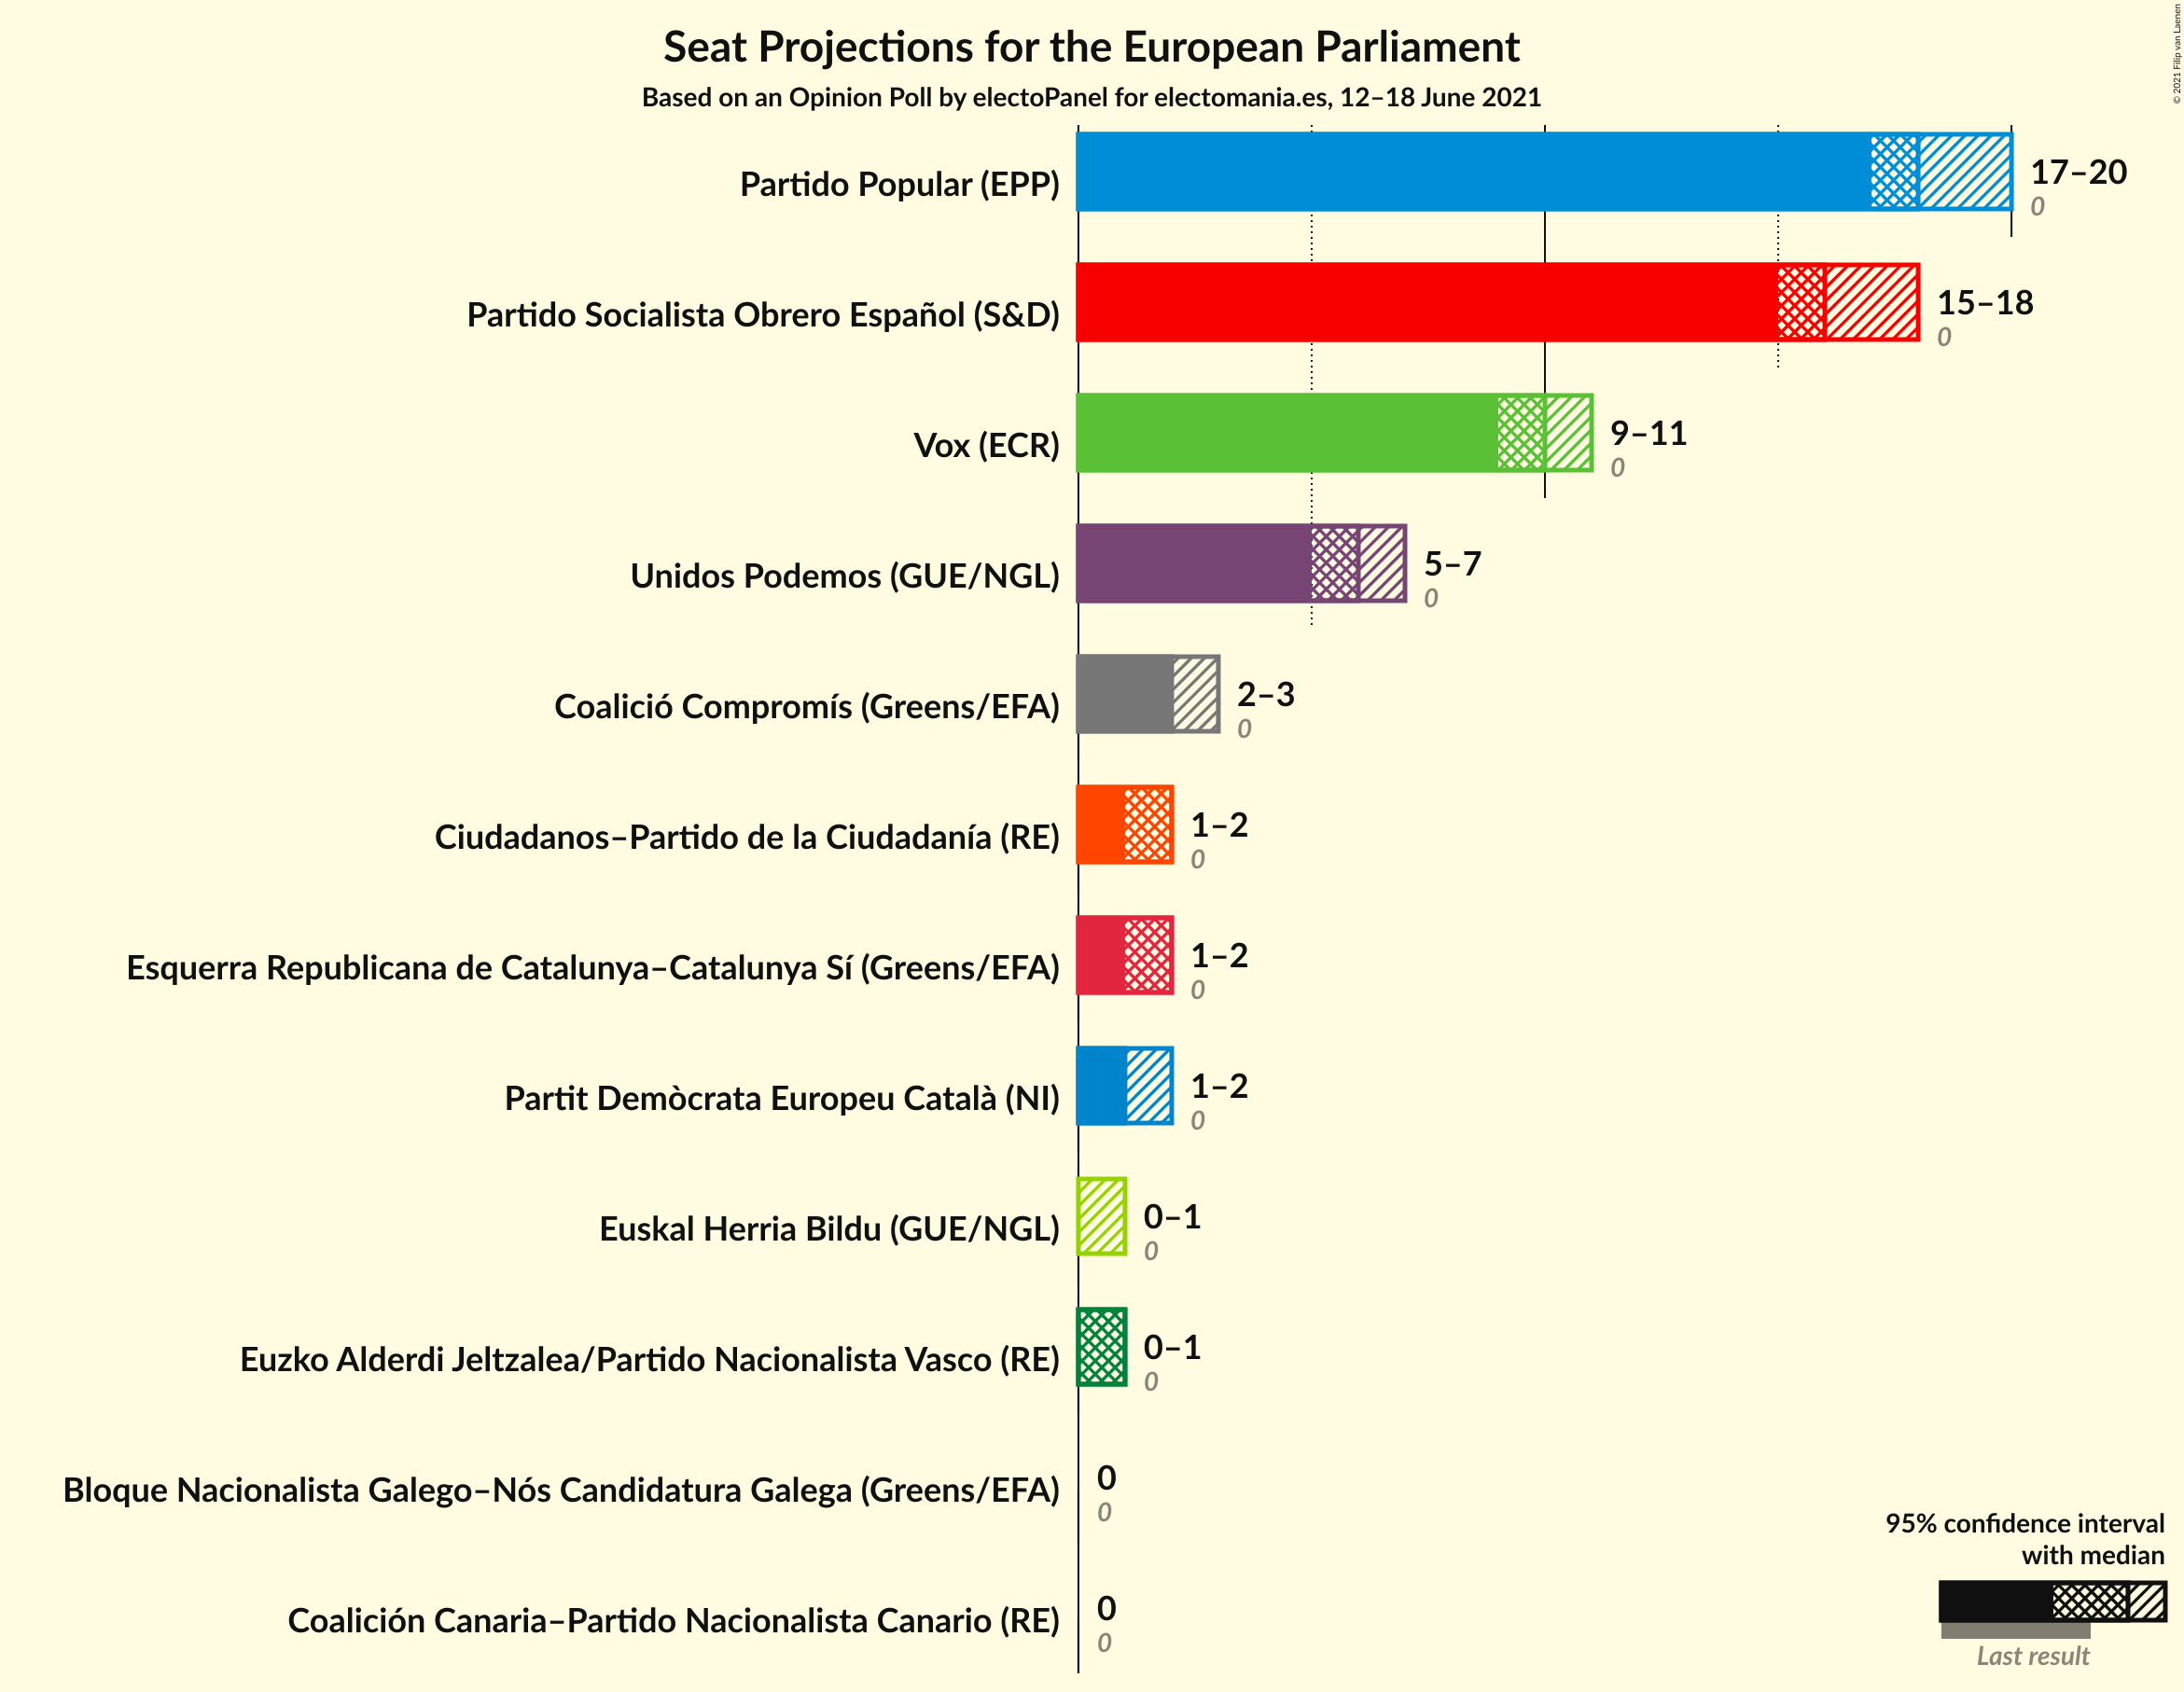 Seat Projections for the European Parliament
Based on an Opinion Poll by electoPanel for electomania.es, 12–18 June 2021
© 2021 Filip van Laenen
Partido Popular (EPP)
17–20
0
Partido Socialista Obrero Español (S&D)
15–18
0
Vox (ECR)
9–11
0
Unidos Podemos (GUE/NGL)
5–7
0
Coalició Compromís (Greens/EFA)
2–3
0
Ciudadanos–Partido de la Ciudadanía (RE)
1–2
0
Esquerra Republicana de Catalunya–Catalunya Sí (Greens/EFA)
1–2
0
Partit Demòcrata Europeu Català (NI)
1–2
0
Euskal Herria Bildu (GUE/NGL)
0–1
0
Euzko Alderdi Jeltzalea/Partido Nacionalista Vasco (RE)
0–1
0
Bloque Nacionalista Galego–Nós Candidatura Galega (Greens/EFA)
0
0
Coalición Canaria–Partido Nacionalista Canario (RE)
0
0
95% confidence interval
with median
Last result